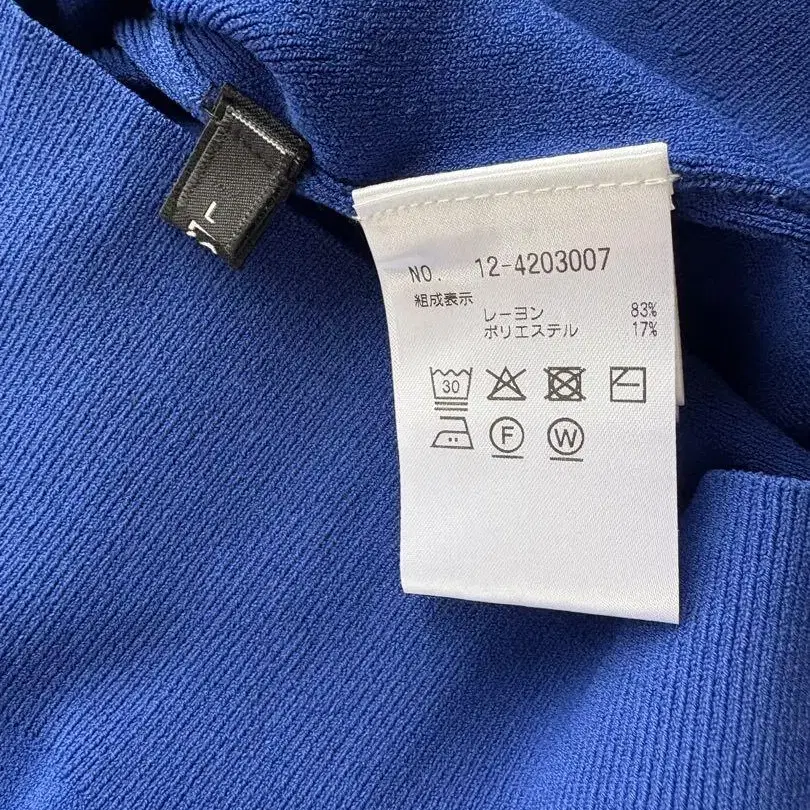 NO. 12-4203007
組成表示
レーヨン 83%
ポリエステル 17%
30
F W